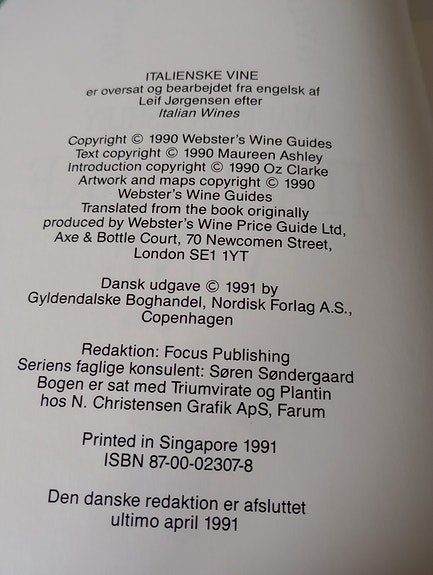 ITALIENSKE VINE
er oversat og bearbejdet fra engelsk af
Leif Jørgensen efter
Italian Wines
Copyright © 1990 Webster's Wine Guides
Text copyright © 1990 Maureen Ashley
Introduction copyright © 1990 Oz Clarke
Artwork and maps copyright © 1990
Webster's Wine Guides
Translated from the book originally
produced by Webster's Wine Price Guide Ltd,
Axe & Bottle Court, 70 Newcomen Street,
London SE1 1YT
Dansk udgave © 1991 by
Gyldendalske Boghandel, Nordisk Forlag A.S.,
Copenhagen
Redaktion: Focus Publishing
Seriens faglige konsulent: Søren Søndergaard
Bogen er sat med Triumvirate og Plantin
hos N. Christensen Grafik ApS, Farum
Printed in Singapore 1991
ISBN 87-00-02307-8
Den danske redaktion er afsluttet
ultimo april 1991